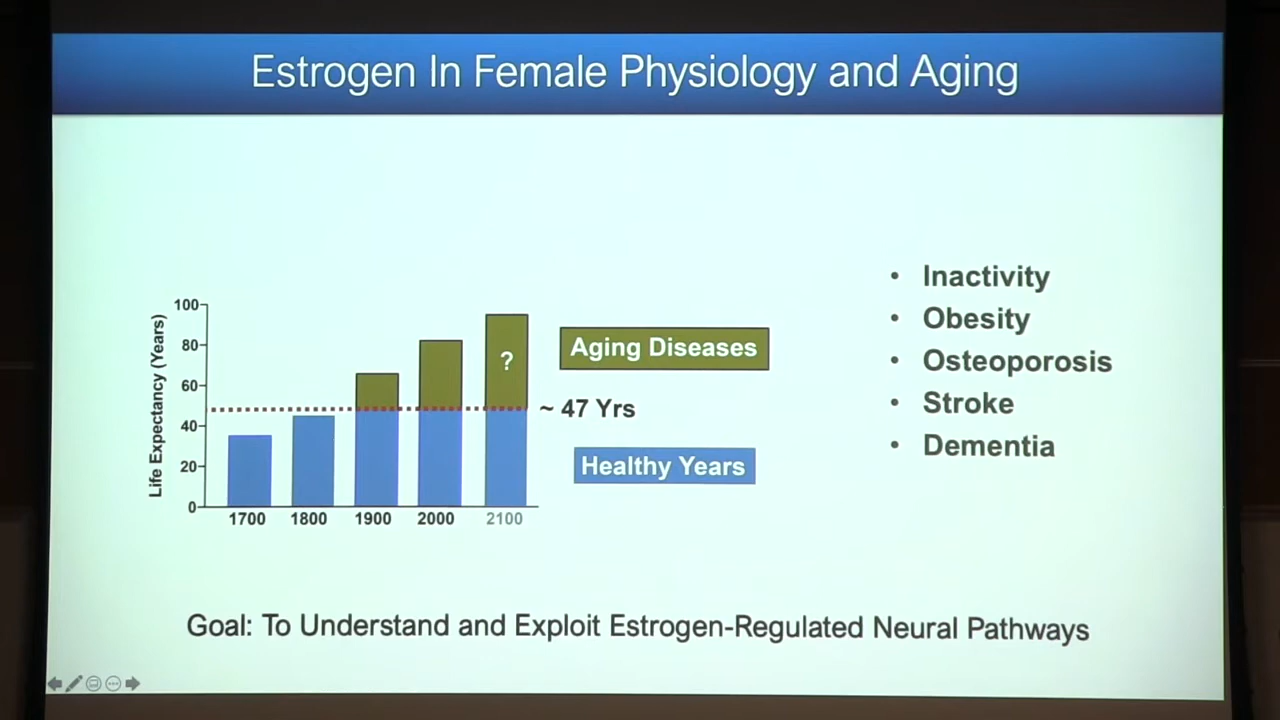 Estrogen In Female Physiology and Aging
Life Expectancy (Years)
100
80
60
40
20
0
?
1700
1800
1900
2000
2100
Aging Diseases
~ 47 Yrs
Healthy Years
• Inactivity
• Obesity
• Osteoporosis
• Stroke
• Dementia
Goal: To Understand and Exploit Estrogen-Regulated Neural Pathways